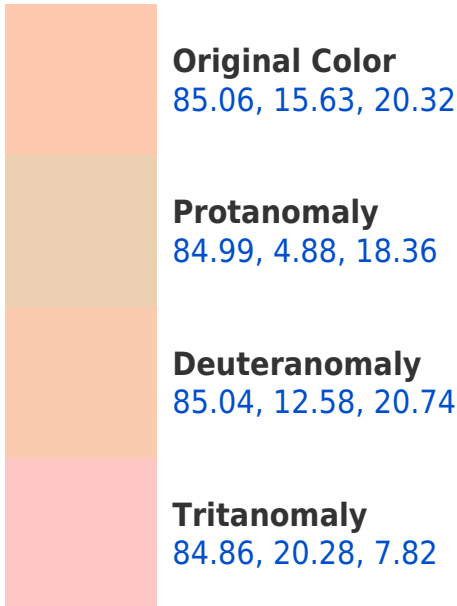 Original Color
85.06, 15.63, 20.32
Protanomaly
84.99, 4.88, 18.36
Deuteranomaly
85.04, 12.58, 20.74
Tritanomaly
84.86, 20.28, 7.82